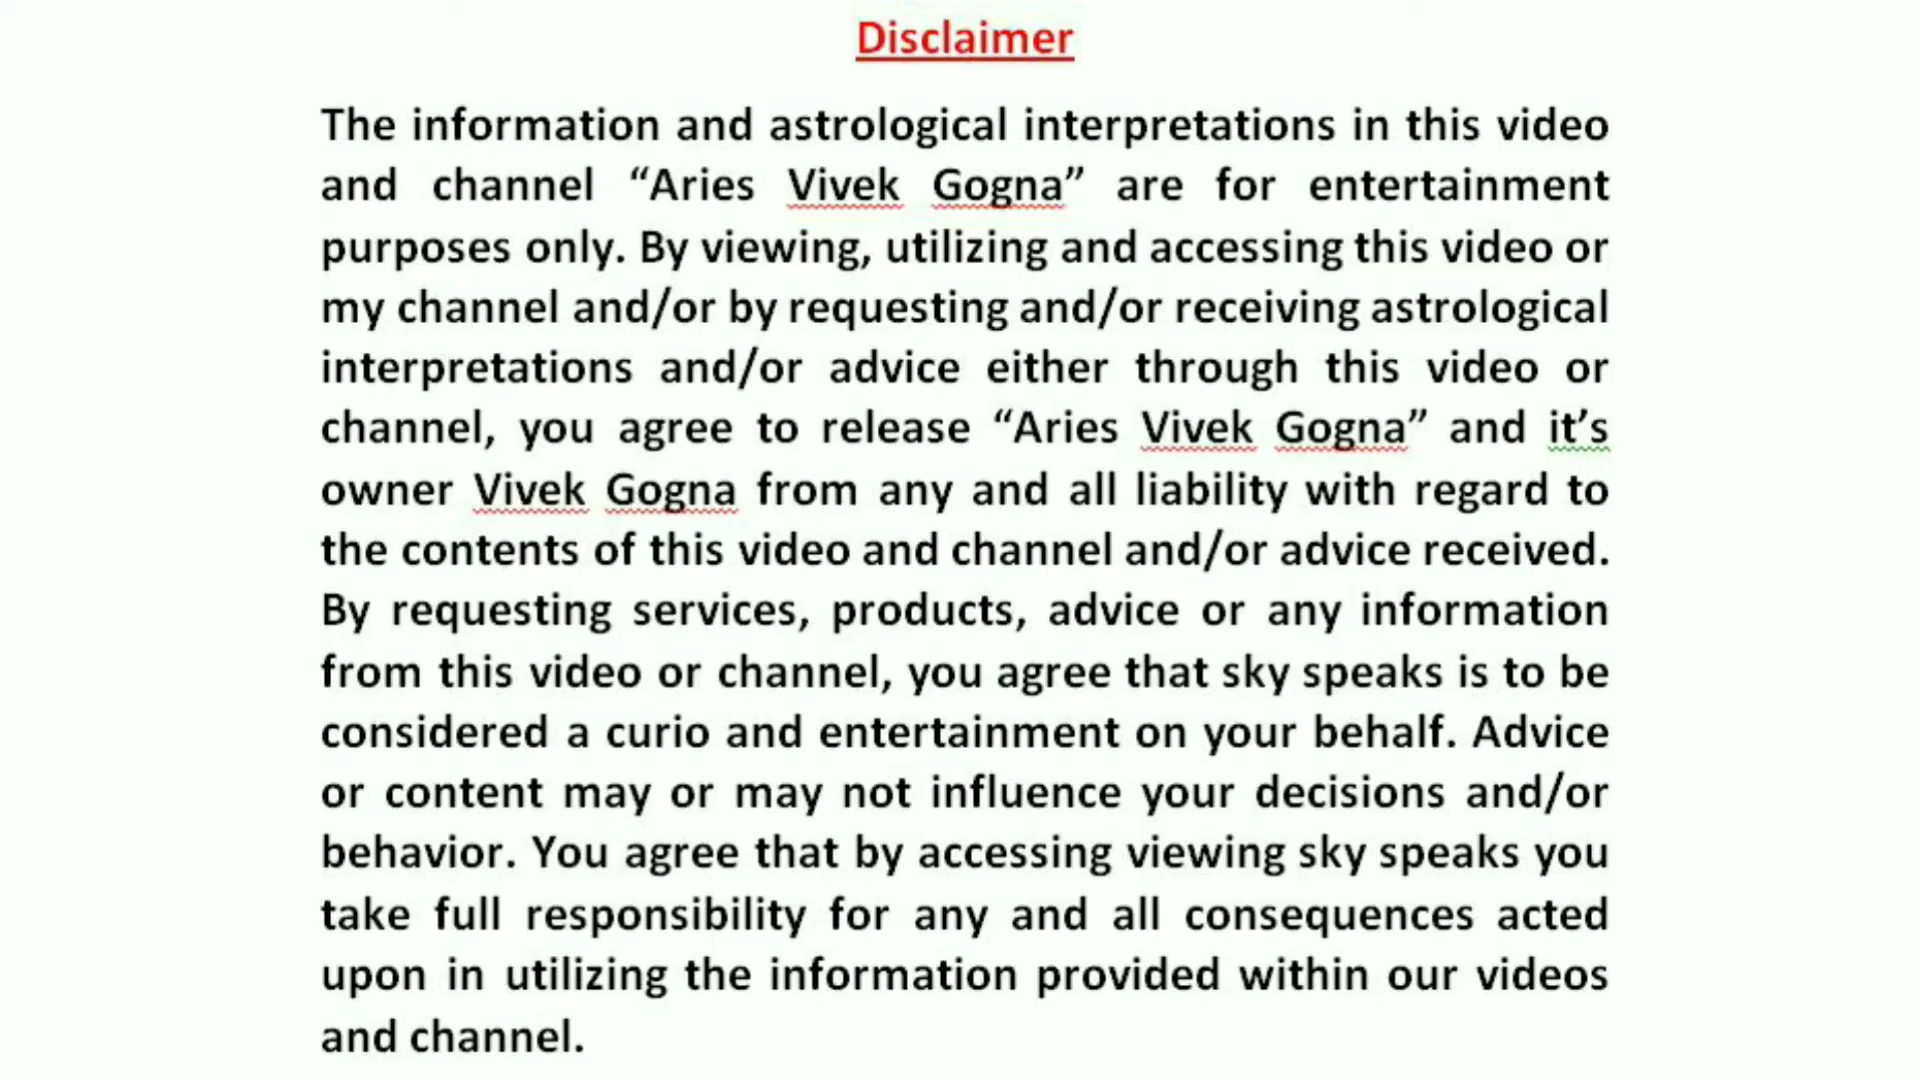 Disclaimer
The information and astrological interpretations in this video
and channel “Aries Vivek Gogna” are for entertainment
purposes only. By viewing, utilizing and accessing this video or
my channel and/or by requesting and/or receiving astrological
interpretations and/or advice either through this video or
channel, you agree to release “Aries Vivek Gogna” and it’s
owner Vivek Gogna from any and all liability with regard to
the contents of this video and channel and/or advice received.
By requesting services, products, advice or any information
from this video or channel, you agree that sky speaks is to be
considered a curio and entertainment on your behalf. Advice
or content may or may not influence your decisions and/or
behavior. You agree that by accessing viewing sky speaks you
take full responsibility for any and all consequences acted
upon in utilizing the information provided within our videos
and channel.